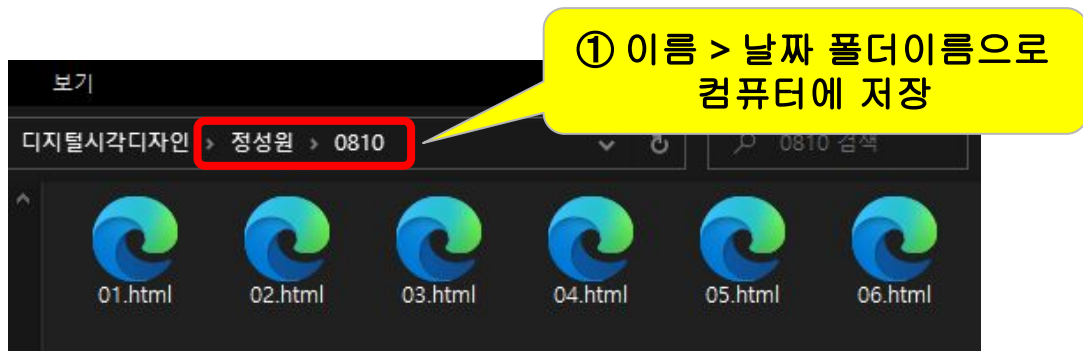 ① 이름 > 날짜 폴더이름으로
컴퓨터에 저장
보기
디지털시각디자인 > 정성원 > 0810
0810 검색
01.html 02.html 03.html 04.html 05.html 06.html